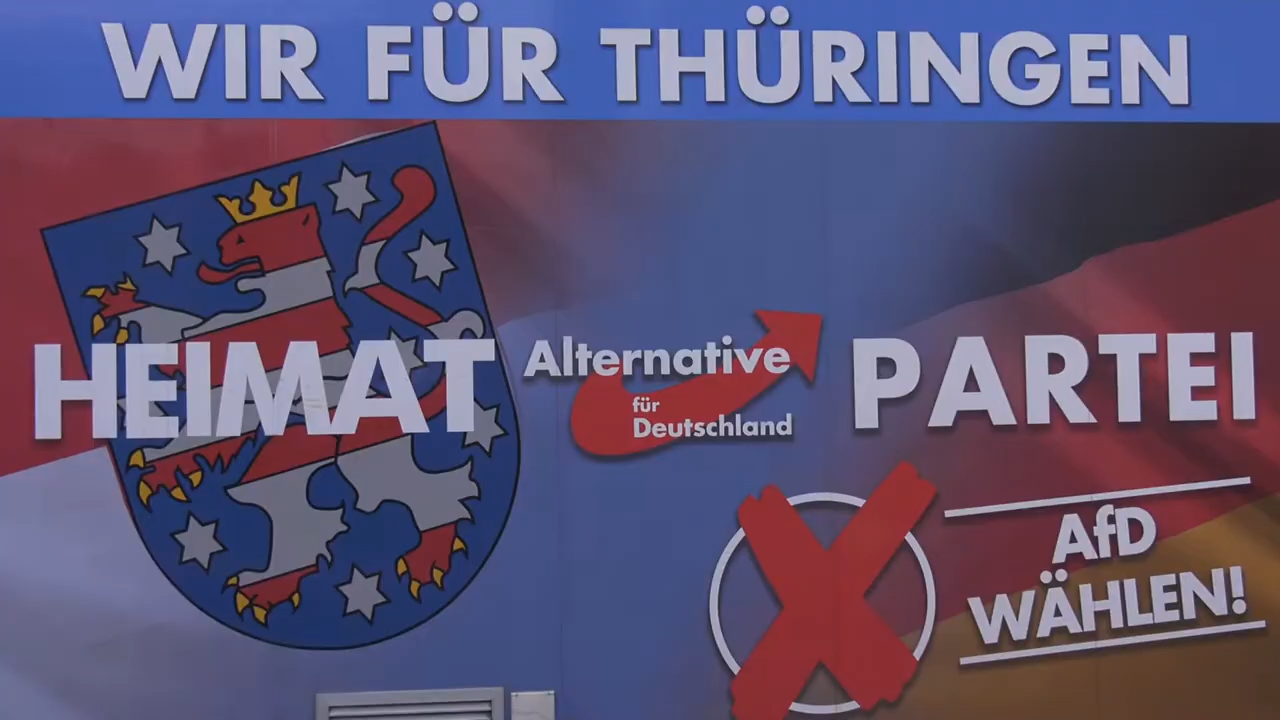 WIR FÜR THÜRINGEN
HEIMAT
Alternative
für
Deutschland
PARTEI
AfD
WÄHLEN!